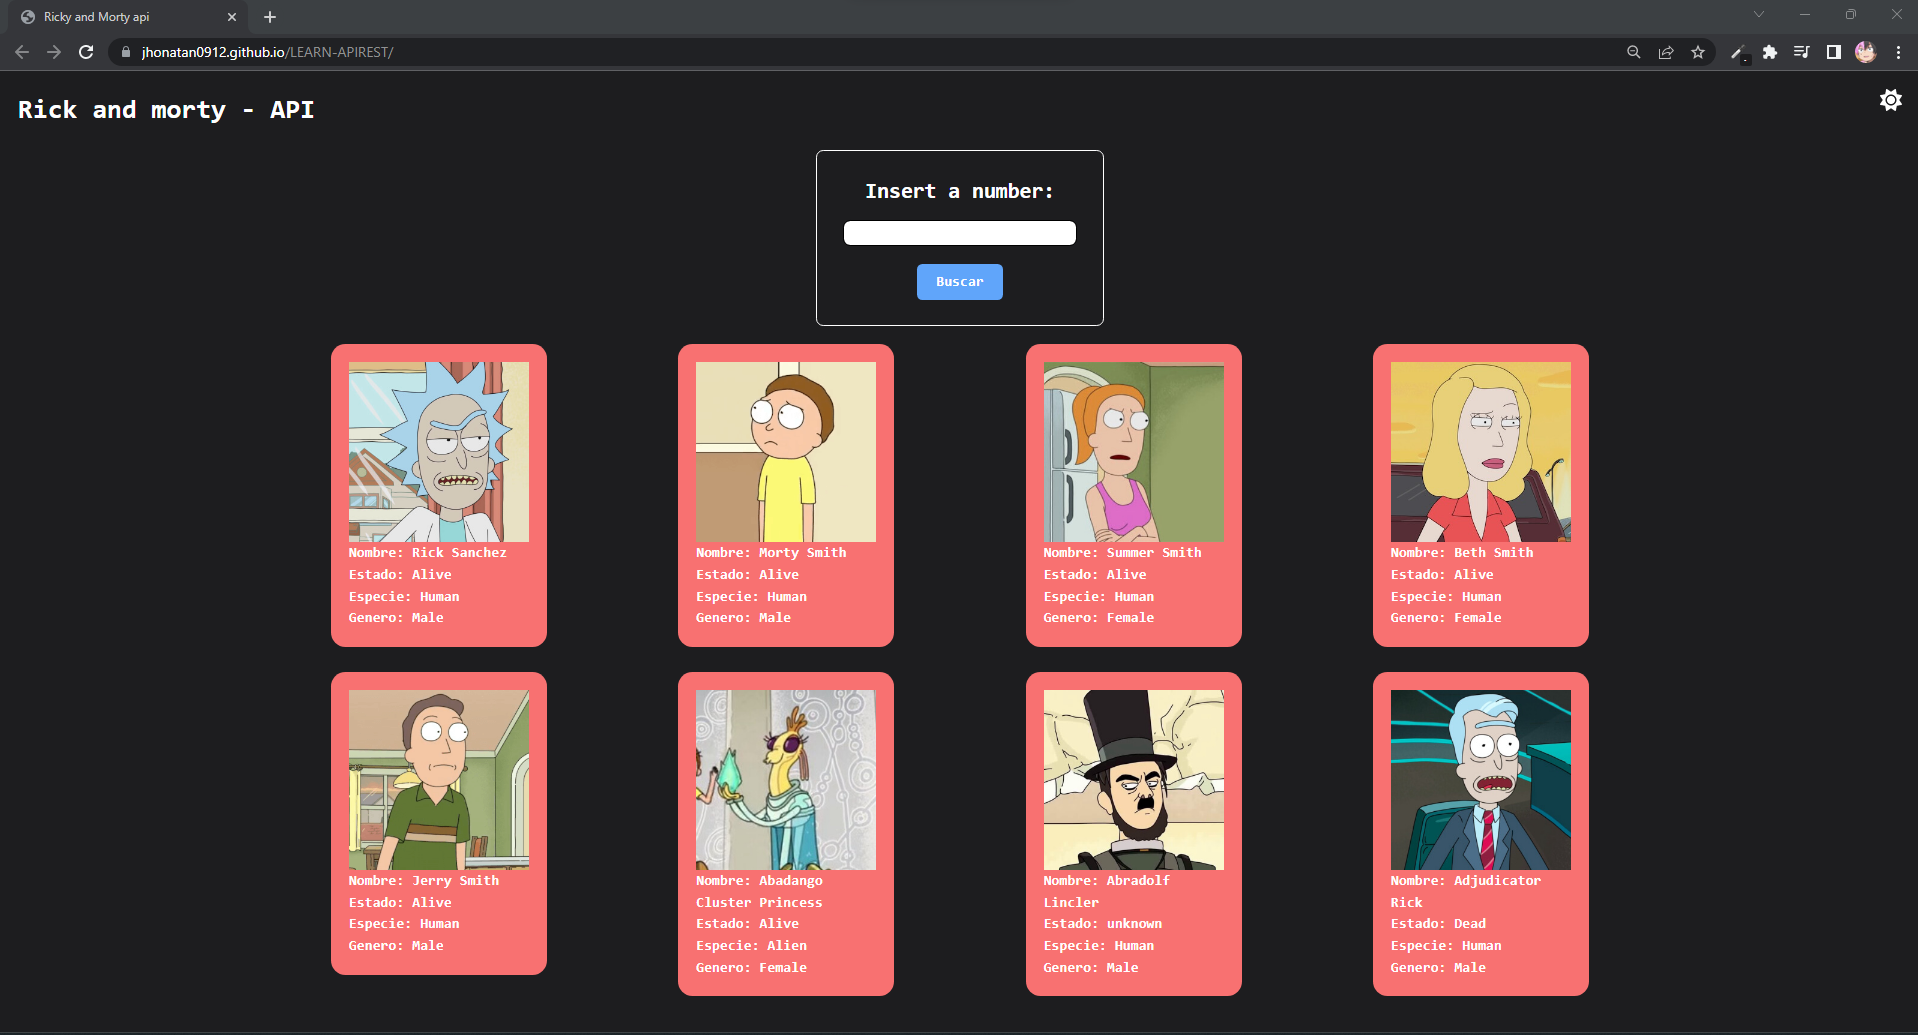 Ricky and Morty api
jhonatan0912.github.io/LEARN-APIREST/
Rick and morty - API
Insert a number:
Buscar
Nombre: Rick Sanchez
Estado: Alive
Especie: Human
Genero: Male
Nombre: Morty Smith
Estado: Alive
Especie: Human
Genero: Male
Nombre: Summer Smith
Estado: Alive
Especie: Human
Genero: Female
Nombre: Beth Smith
Estado: Alive
Especie: Human
Genero: Female
Nombre: Jerry Smith
Estado: Alive
Especie: Human
Genero: Male
Nombre: Abadango
Cluster Princess
Estado: Alive
Especie: Alien
Genero: Female
Nombre: Abradolf
Lincler
Estado: unknown
Especie: Human
Genero: Male
Nombre: Adjudicator
Rick
Estado: Dead
Especie: Human
Genero: Male